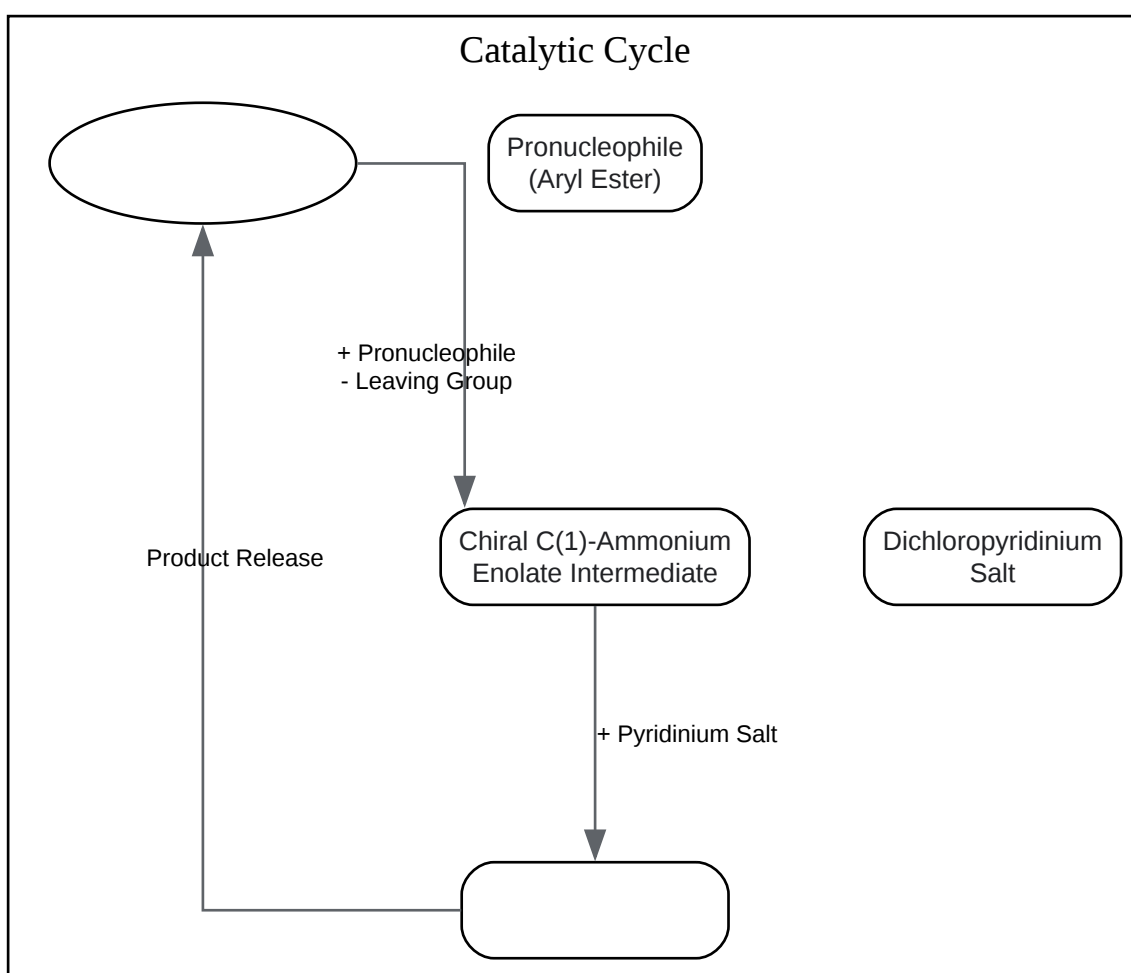 Catalytic Cycle
Pronucleophile
(Aryl Ester)
+ Pronucleophile
- Leaving Group
Chiral C(1)-Ammonium
Enolate Intermediate
Dichloropyridinium
Salt
Product Release
+ Pyridinium Salt